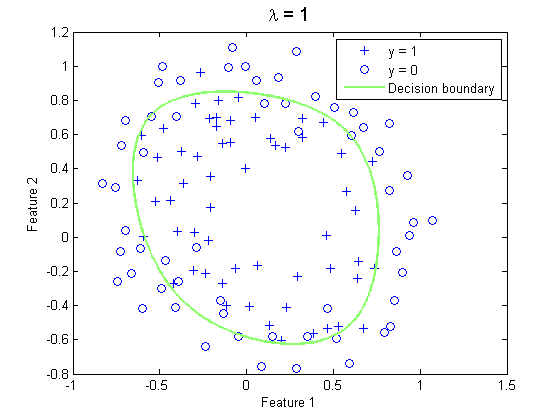 λ = 1
y = 1
y = 0
Decision boundary
1.2
1
0.8
0.6
0.4
0.2
0
-0.2
-0.4
-0.6
-0.8
Feature 2
-1
-0.5
0
0.5
1
1.5
Feature 1